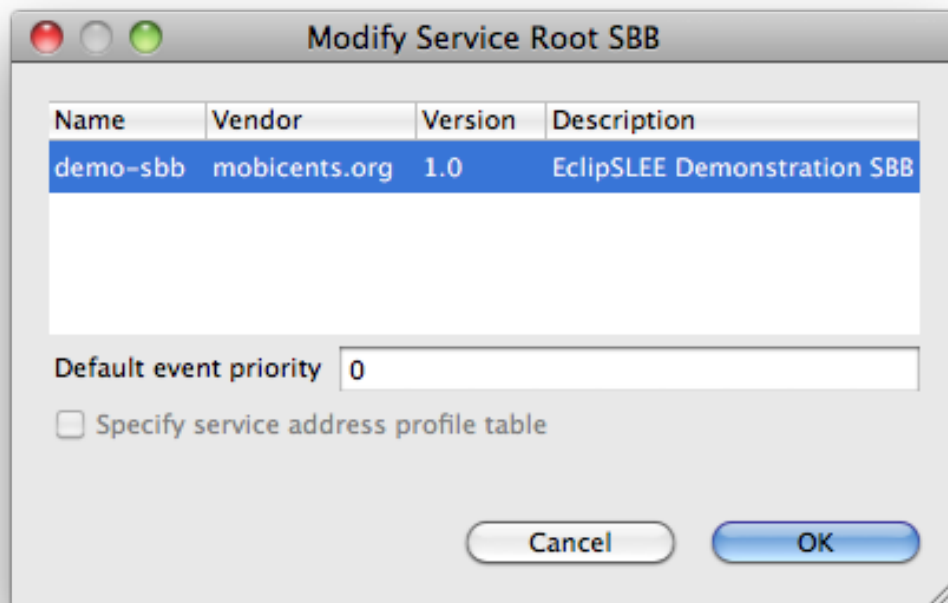 Modify Service Root SBB
Name Vendor Version Description
demo-sbb mobicents.org 1.0 EclipSLEE Demonstration SBB
Default event priority 0
Specify service address profile table
Cancel OK